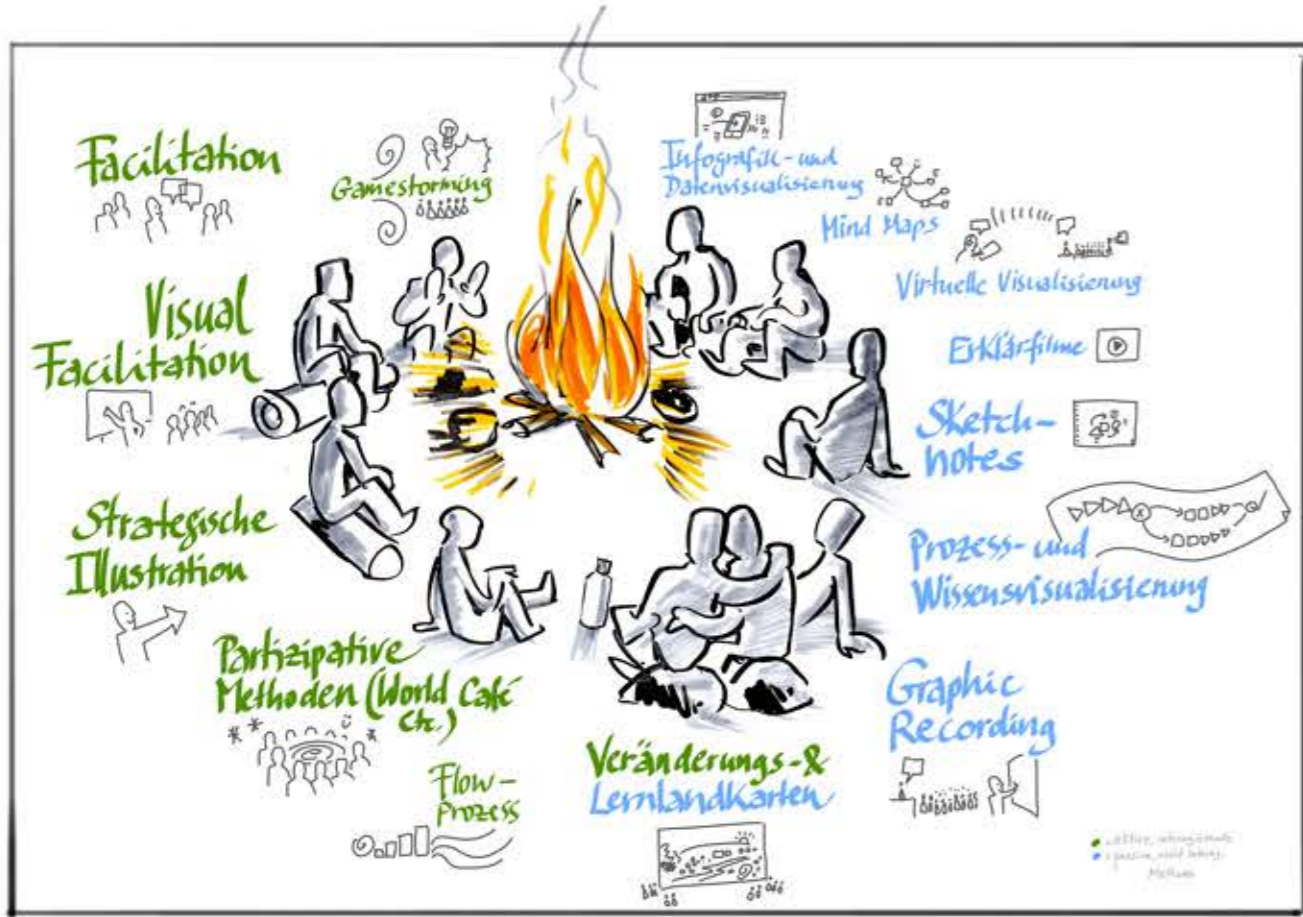 Facilitation
Gamestorming
Visual
Facilitation
Strategische
Illustration
Partizipative
Methoden (World Café
etc.)
Flow-
Prozess
Veränderungs-&
Lernlandkarten
Infografik- und
Datenvisualisierung
Mind Maps
Virtuelle Visualisierung
Erklärfilme
Sketch-
notes
Prozess- und
Wissensvisualisierung
Graphic
Recording